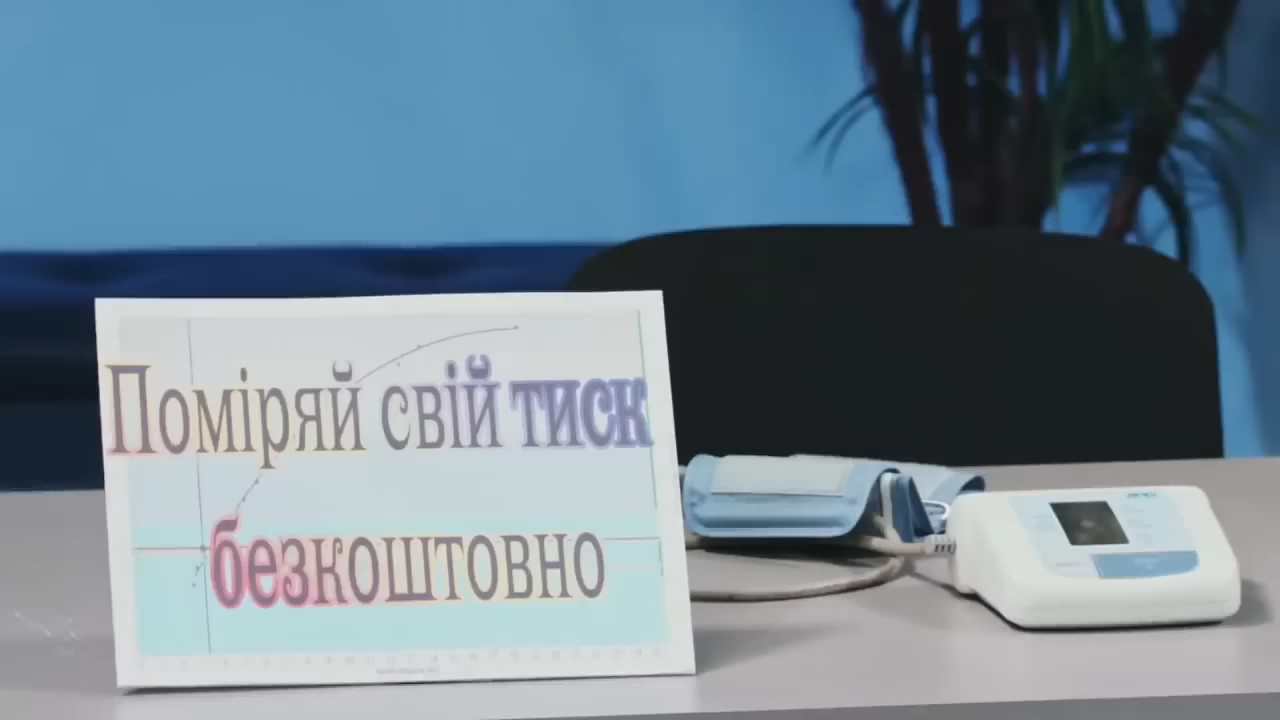 Поміряй свій тиск
безкоштовно